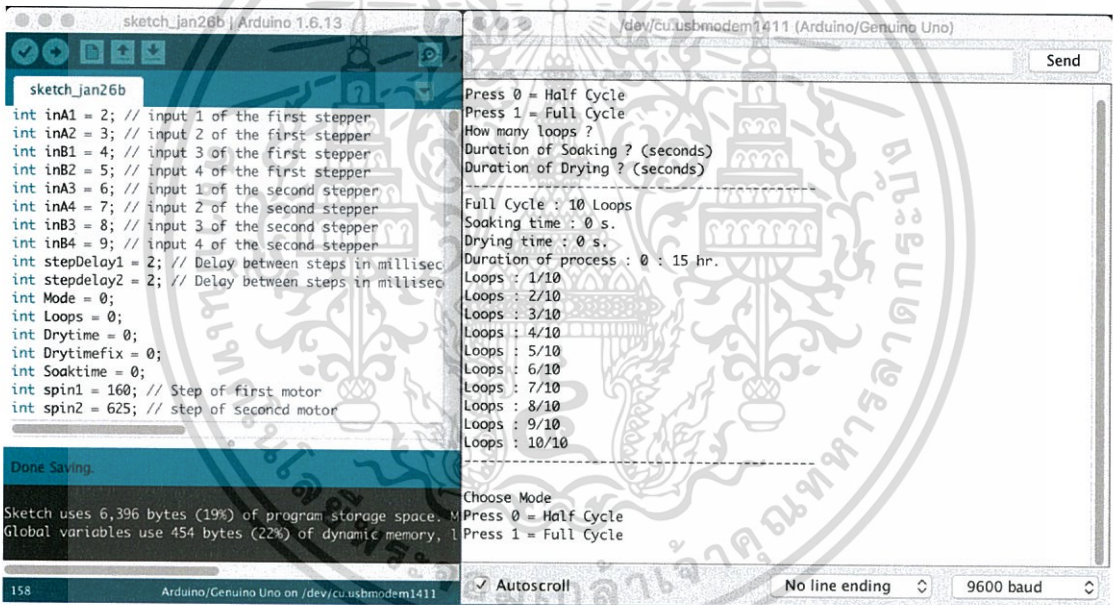 sketch_jan26b | Arduino 1.6.13
sketch_jan26b
int inA1 = 2; // input 1 of the first stepper
int inA2 = 3; // input 2 of the first stepper
int inB1 = 4; // input 3 of the first stepper
int inB2 = 5; // input 4 of the first stepper
int inA3 = 6; // input 1 of the second stepper
int inA4 = 7; // input 2 of the second stepper
int inB3 = 8; // input 3 of the second stepper
int inB4 = 9; // input 4 of the second stepper
int stepDelay1 = 2; // Delay between steps in millisec
int stepdelay2 = 2; // Delay between steps in millisec
int Mode = 0;
int Loops = 0;
int Drytime = 0;
int Drytimefix = 0;
int Soaktime = 0;
int spin1 = 160; // Step of first motor
int spin2 = 625; // step of seconcd motor
Done Saving.
Sketch uses 6,396 bytes (19%) of program storage space. M
Global variables use 454 bytes (22%) of dynamic memory, l
158
Arduino/Genuino Uno on /dev/cu.usbmodem1411
/dev/cu.usbmodem1411 (Arduino/Genuino Uno)
Send
Press 0 = Half Cycle
Press 1 = Full Cycle
How many loops ?
Duration of Soaking ? (seconds)
Duration of Drying ? (seconds)
--------------------------------------------------
Full Cycle : 10 Loops
Soaking time : 0 s.
Drying time : 0 s.
Duration of process : 0 : 15 hr.
Loops : 1/10
Loops : 2/10
Loops : 3/10
Loops : 4/10
Loops : 5/10
Loops : 6/10
Loops : 7/10
Loops : 8/10
Loops : 9/10
Loops : 10/10
--------------------------------------------------
Choose Mode
Press 0 = Half Cycle
Press 1 = Full Cycle
Autoscroll
No line ending
9600 baud